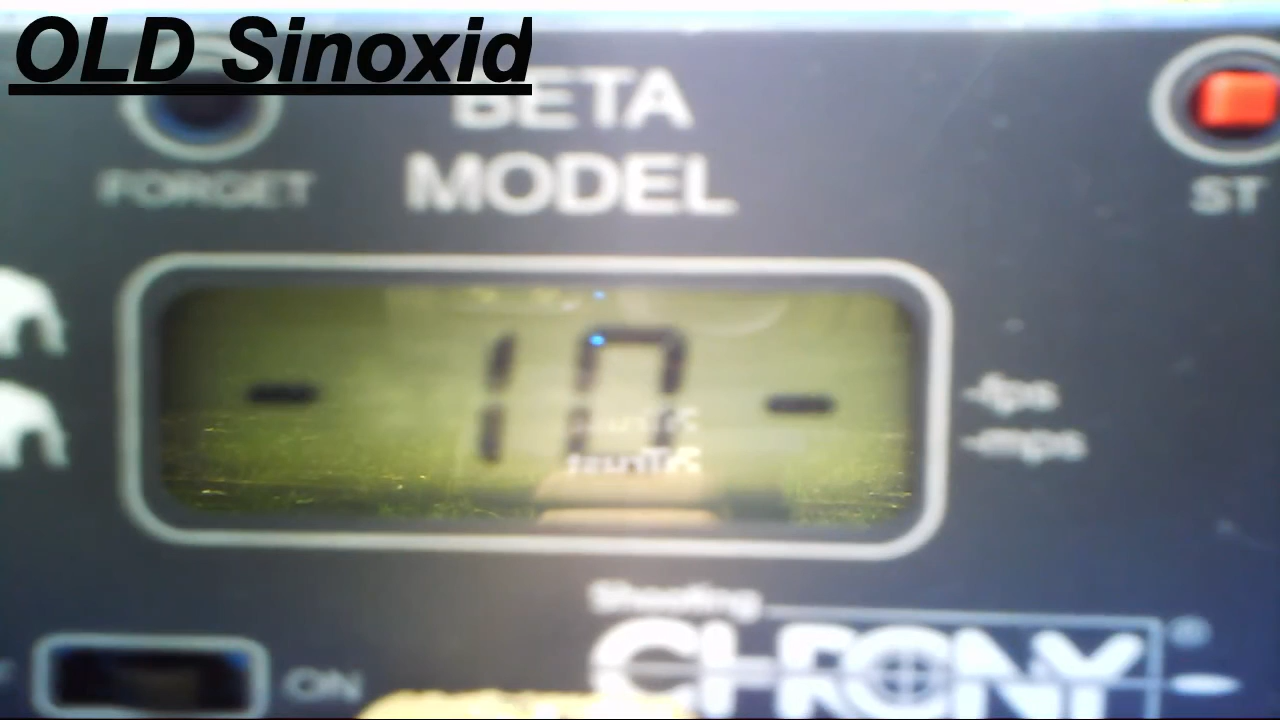 OLD Sinoxid
BETA
FORGET
MODEL
ST
- 10 -
-fps
-mps
Shooting
CHRONY®
ON